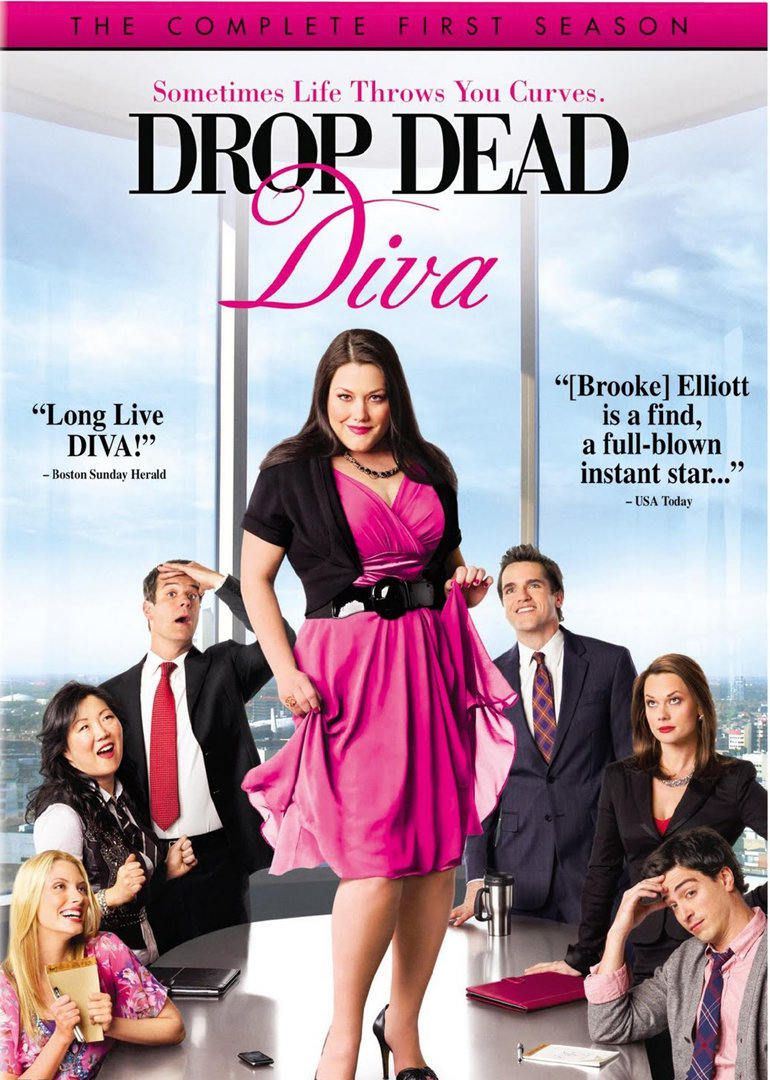 THE COMPLETE FIRST SEASON
Sometimes Life Throws You Curves.
DROP DEAD
Diva
“Long Live
DIVA!”
– Boston Sunday Herald
“[Brooke] Elliott
is a find,
a full-blown
instant star...”
– USA Today